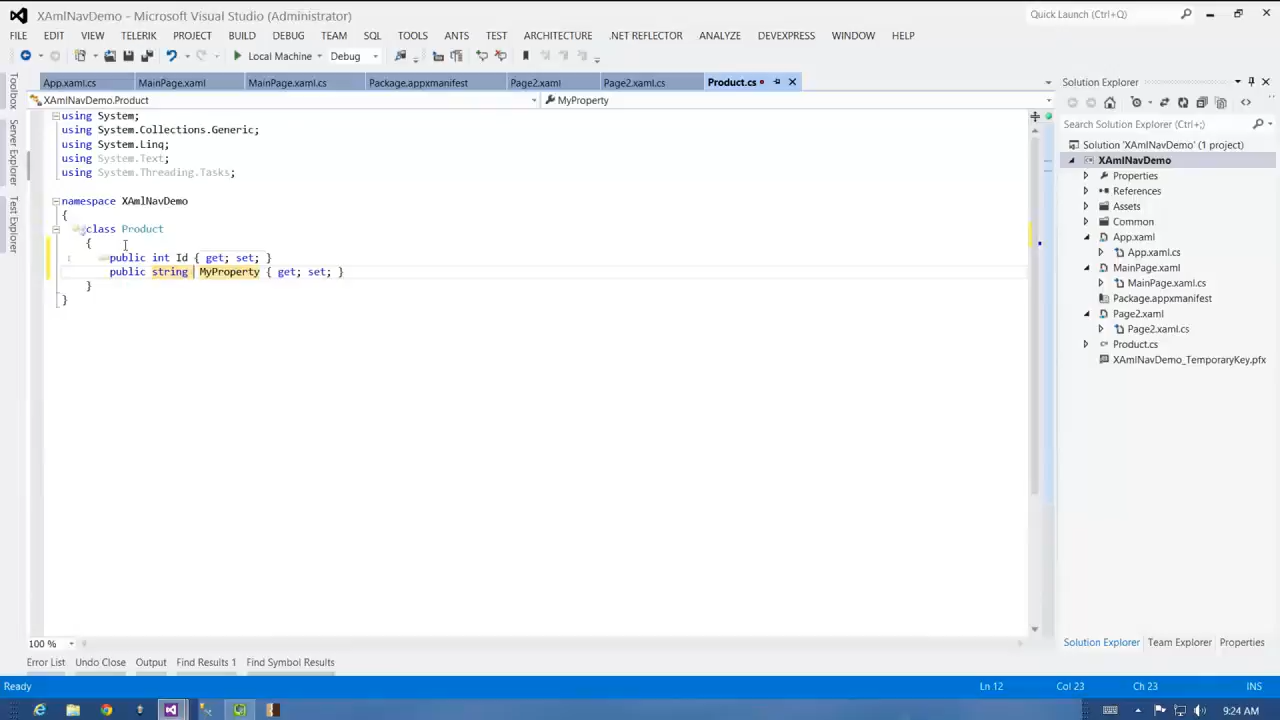 XAmlNavDemo - Microsoft Visual Studio (Administrator)
Quick Launch (Ctrl+Q)
FILE EDIT VIEW TELERIK PROJECT BUILD DEBUG TEAM SQL TOOLS ANTS TEST ARCHITECTURE .NET REFLECTOR ANALYZE DEVEXPRESS WINDOW HELP
Local Machine Debug
App.xaml.cs MainPage.xaml MainPage.xaml.cs Package.appxmanifest Page2.xaml Page2.xaml.cs Product.cs
XAmlNavDemo.Product MyProperty
using System;
using System.Collections.Generic;
using System.Linq;
using System.Text;
using System.Threading.Tasks;
namespace XAmlNavDemo
{
class Product
{
public int Id { get; set; }
public string MyProperty { get; set; }
}
}
100 %
Toolbox
Server Explorer
Test Explorer
Solution Explorer
Search Solution Explorer (Ctrl+;)
Solution 'XAmlNavDemo' (1 project)
XAmlNavDemo
Properties
References
Assets
Common
App.xaml
App.xaml.cs
MainPage.xaml
MainPage.xaml.cs
Package.appxmanifest
Page2.xaml
Page2.xaml.cs
Product.cs
XAmlNavDemo_TemporaryKey.pfx
Solution Explorer Team Explorer Properties
Error List Undo Close Output Find Results 1 Find Symbol Results
Ready Ln 12 Col 23 Ch 23 INS
9:24 AM